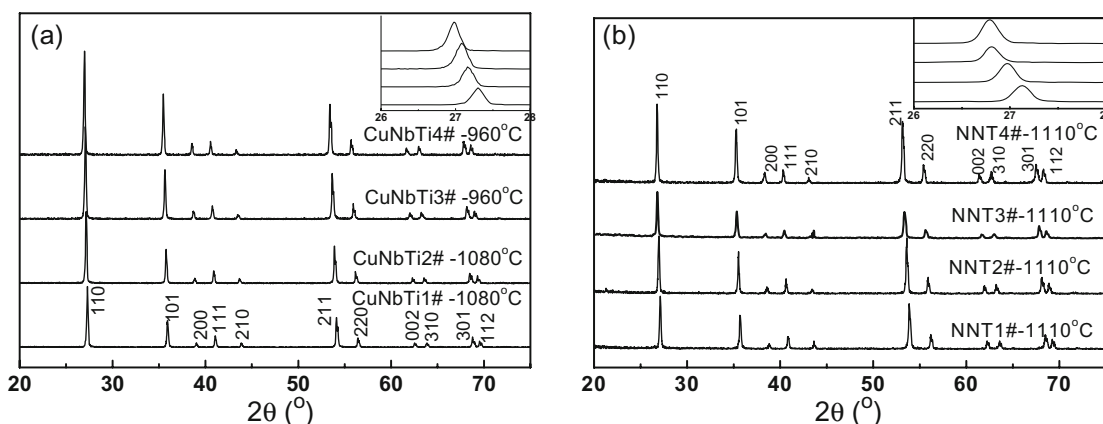 (a)
26 27 28
CuNbTi4# -960°C
CuNbTi3# -960°C
CuNbTi2# -1080°C
CuNbTi1# -1080°C
110
101
200
111
210
211
220
002
310
301
112
20 30 40 50 60 70
2θ (°)
(b)
26 27 2
110
101
200
111
210
211
220
002
310
301
112
NNT4#-1110°C
NNT3#-1110°C
NNT2#-1110°C
NNT1#-1110°C
20 30 40 50 60 70
2θ (°)